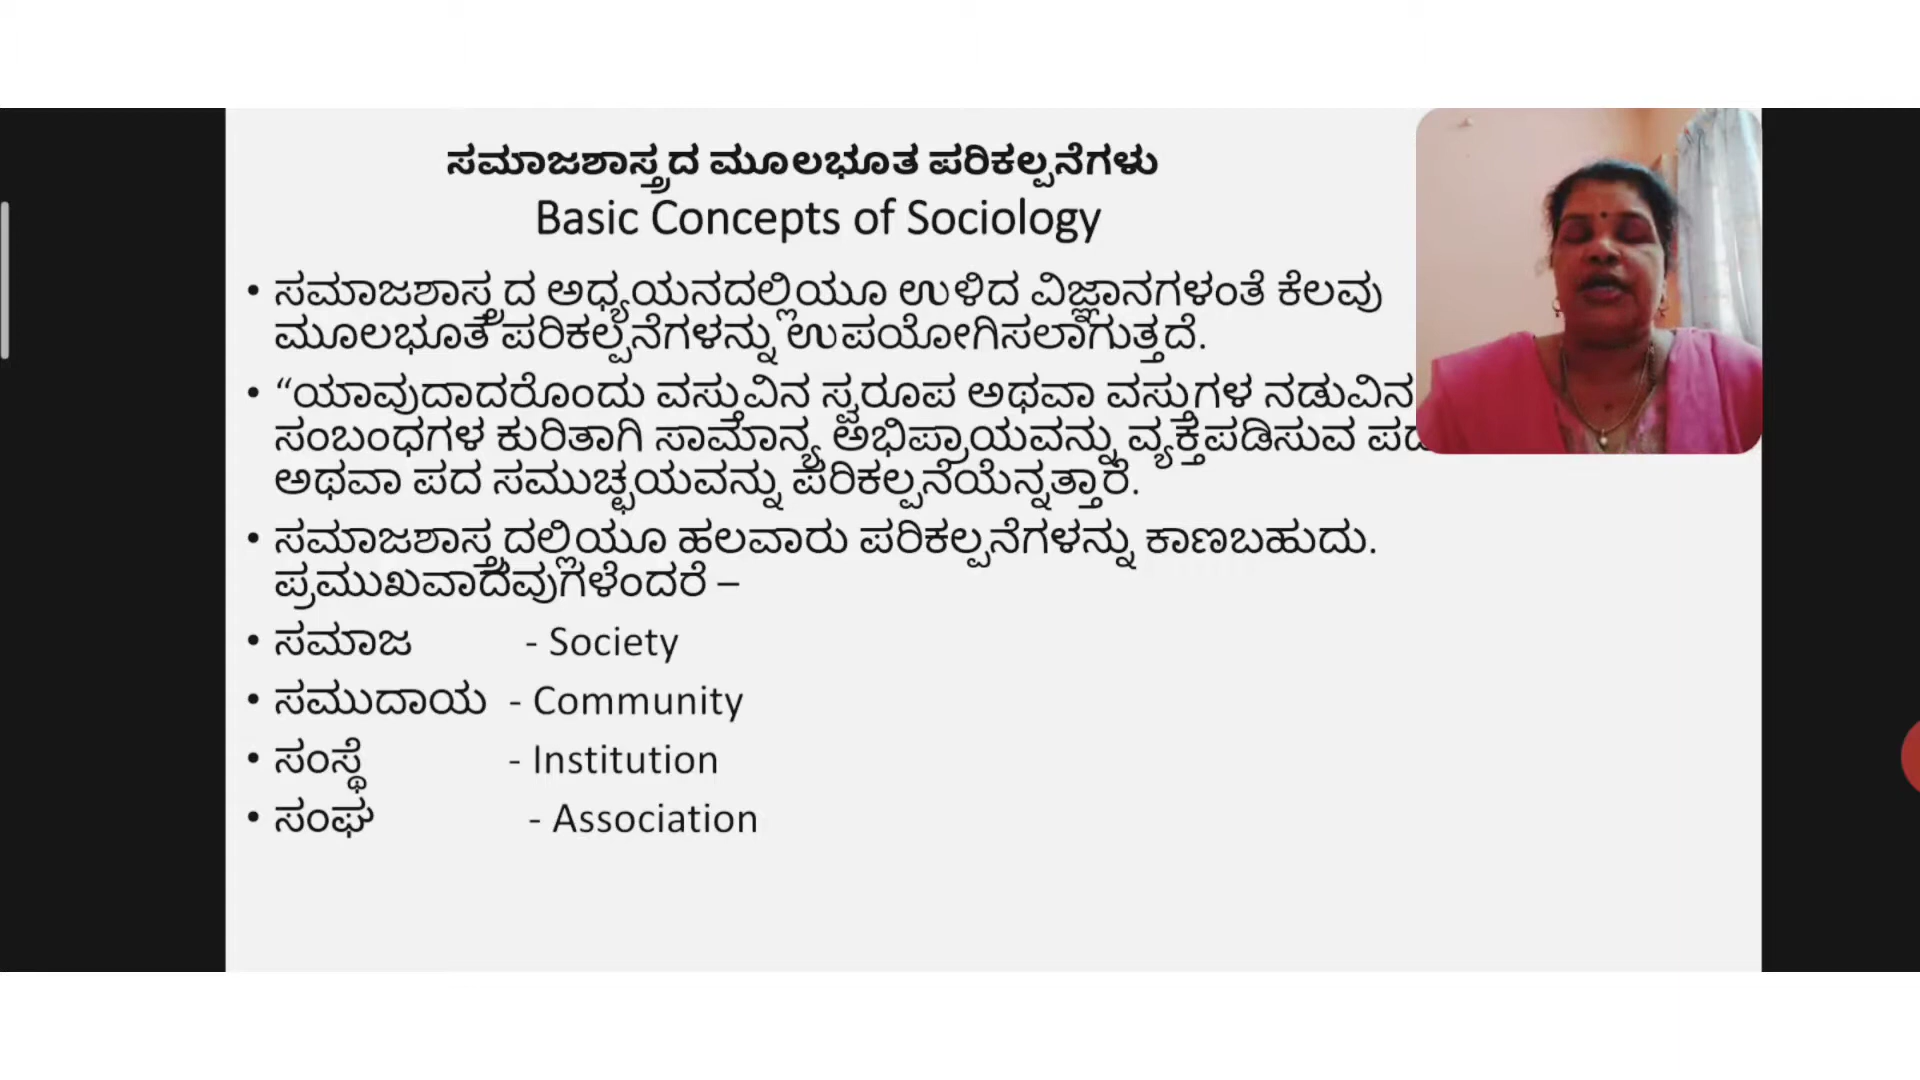 ಸಮಾಜಶಾಸ್ತ್ರದ ಮೂಲಭೂತ ಪರಿಕಲ್ಪನೆಗಳು
Basic Concepts of Sociology
• ಸಮಾಜಶಾಸ್ತ್ರದ ಅಧ್ಯಯನದಲ್ಲಿಯೂ ಉಳಿದ ವಿಜ್ಞಾನಗಳಂತೆ ಕೆಲವು
ಮೂಲಭೂತ ಪರಿಕಲ್ಪನೆಗಳನ್ನು ಉಪಯೋಗಿಸಲಾಗುತ್ತದೆ.
• “ಯಾವುದಾದರೊಂದು ವಸ್ತುವಿನ ಸ್ವರೂಪ ಅಥವಾ ವಸ್ತುಗಳ ನಡುವಿನ
ಸಂಬಂಧಗಳ ಕುರಿತಾಗಿ ಸಾಮಾನ್ಯ ಅಭಿಪ್ರಾಯವನ್ನು ವ್ಯಕ್ತಪಡಿಸುವ
ಅಥವಾ ಪದ ಸಮುಚ್ಛಯವನ್ನು ಪರಿಕಲ್ಪನೆಯೆನ್ನುತ್ತಾರೆ.
• ಸಮಾಜಶಾಸ್ತ್ರದಲ್ಲಿಯೂ ಹಲವಾರು ಪರಿಕಲ್ಪನೆಗಳನ್ನು ಕಾಣಬಹುದು.
ಪ್ರಮುಖವಾದವುಗಳೆಂದರೆ –
• ಸಮಾಜ - Society
• ಸಮುದಾಯ - Community
• ಸಂಸ್ಥೆ - Institution
• ಸಂಘ - Association